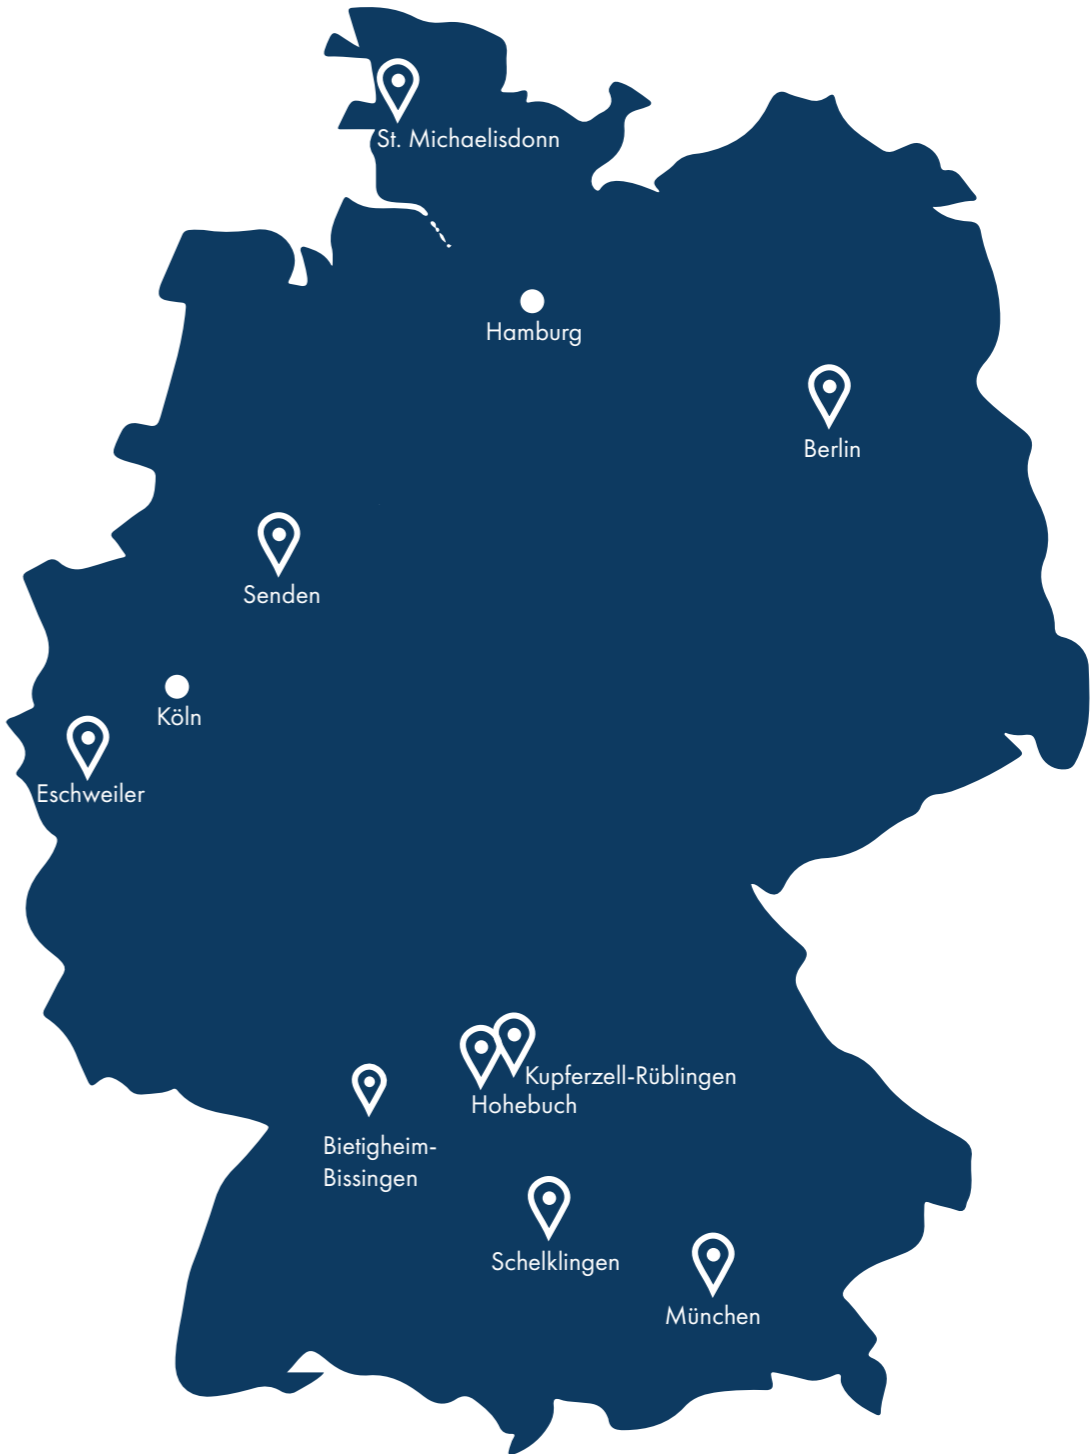 St. Michaelisdonn
Hamburg
Berlin
Senden
Köln
Eschweiler
Kupferzell-Rüblingen
Hohebuch
Bietigheim-
Bissingen
Schelklingen
München